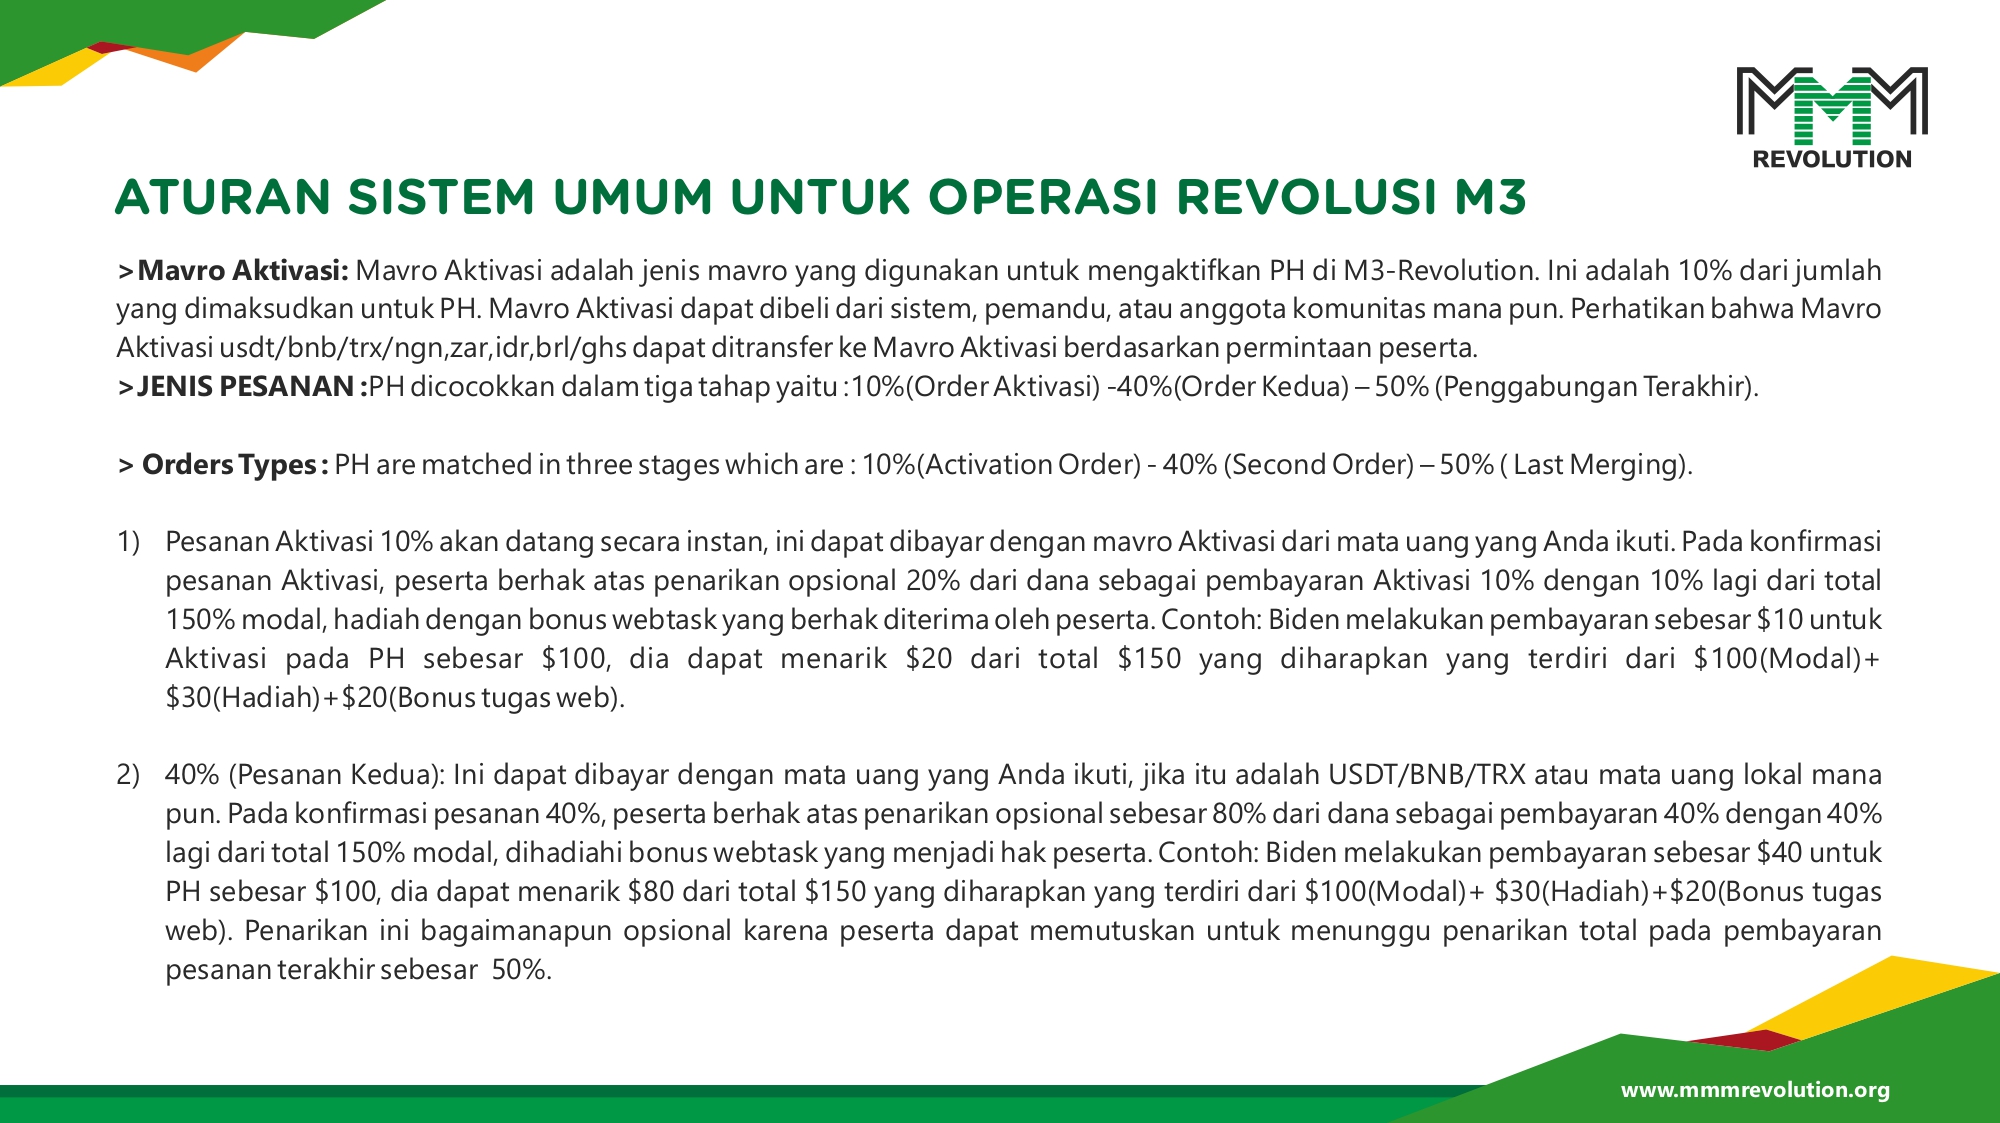 MMM
REVOLUTION
ATURAN SISTEM UMUM UNTUK OPERASI REVOLUSI M3
>Mavro Aktivasi: Mavro Aktivasi adalah jenis mavro yang digunakan untuk mengaktifkan PH di M3-Revolution. Ini adalah 10% dari jumlah
yang dimaksudkan untuk PH. Mavro Aktivasi dapat dibeli dari sistem, pemandu, atau anggota komunitas mana pun. Perhatikan bahwa Mavro
Aktivasi usdt/bnb/trx/ngn,zar,idr,brl/ghs dapat ditransfer ke Mavro Aktivasi berdasarkan permintaan peserta.
>JENIS PESANAN :PH dicocokkan dalam tiga tahap yaitu :10%(Order Aktivasi) -40%(Order Kedua) – 50% (Penggabungan Terakhir).
> Orders Types : PH are matched in three stages which are : 10%(Activation Order) - 40% (Second Order) – 50% ( Last Merging).
1) Pesanan Aktivasi 10% akan datang secara instan, ini dapat dibayar dengan mavro Aktivasi dari mata uang yang Anda ikuti. Pada konfirmasi
pesanan Aktivasi, peserta berhak atas penarikan opsional 20% dari dana sebagai pembayaran Aktivasi 10% dengan 10% lagi dari total
150% modal, hadiah dengan bonus webtask yang berhak diterima oleh peserta. Contoh: Biden melakukan pembayaran sebesar $10 untuk
Aktivasi pada PH sebesar $100, dia dapat menarik $20 dari total $150 yang diharapkan yang terdiri dari $100(Modal)+
$30(Hadiah)+$20(Bonus tugas web).
2) 40% (Pesanan Kedua): Ini dapat dibayar dengan mata uang yang Anda ikuti, jika itu adalah USDT/BNB/TRX atau mata uang lokal mana
pun. Pada konfirmasi pesanan 40%, peserta berhak atas penarikan opsional sebesar 80% dari dana sebagai pembayaran 40% dengan 40%
lagi dari total 150% modal, dihadiahi bonus webtask yang menjadi hak peserta. Contoh: Biden melakukan pembayaran sebesar $40 untuk
PH sebesar $100, dia dapat menarik $80 dari total $150 yang diharapkan yang terdiri dari $100(Modal)+ $30(Hadiah)+$20(Bonus tugas
web). Penarikan ini bagaimanapun opsional karena peserta dapat memutuskan untuk menunggu penarikan total pada pembayaran
pesanan terakhir sebesar 50%.
www.mmmrevolution.org